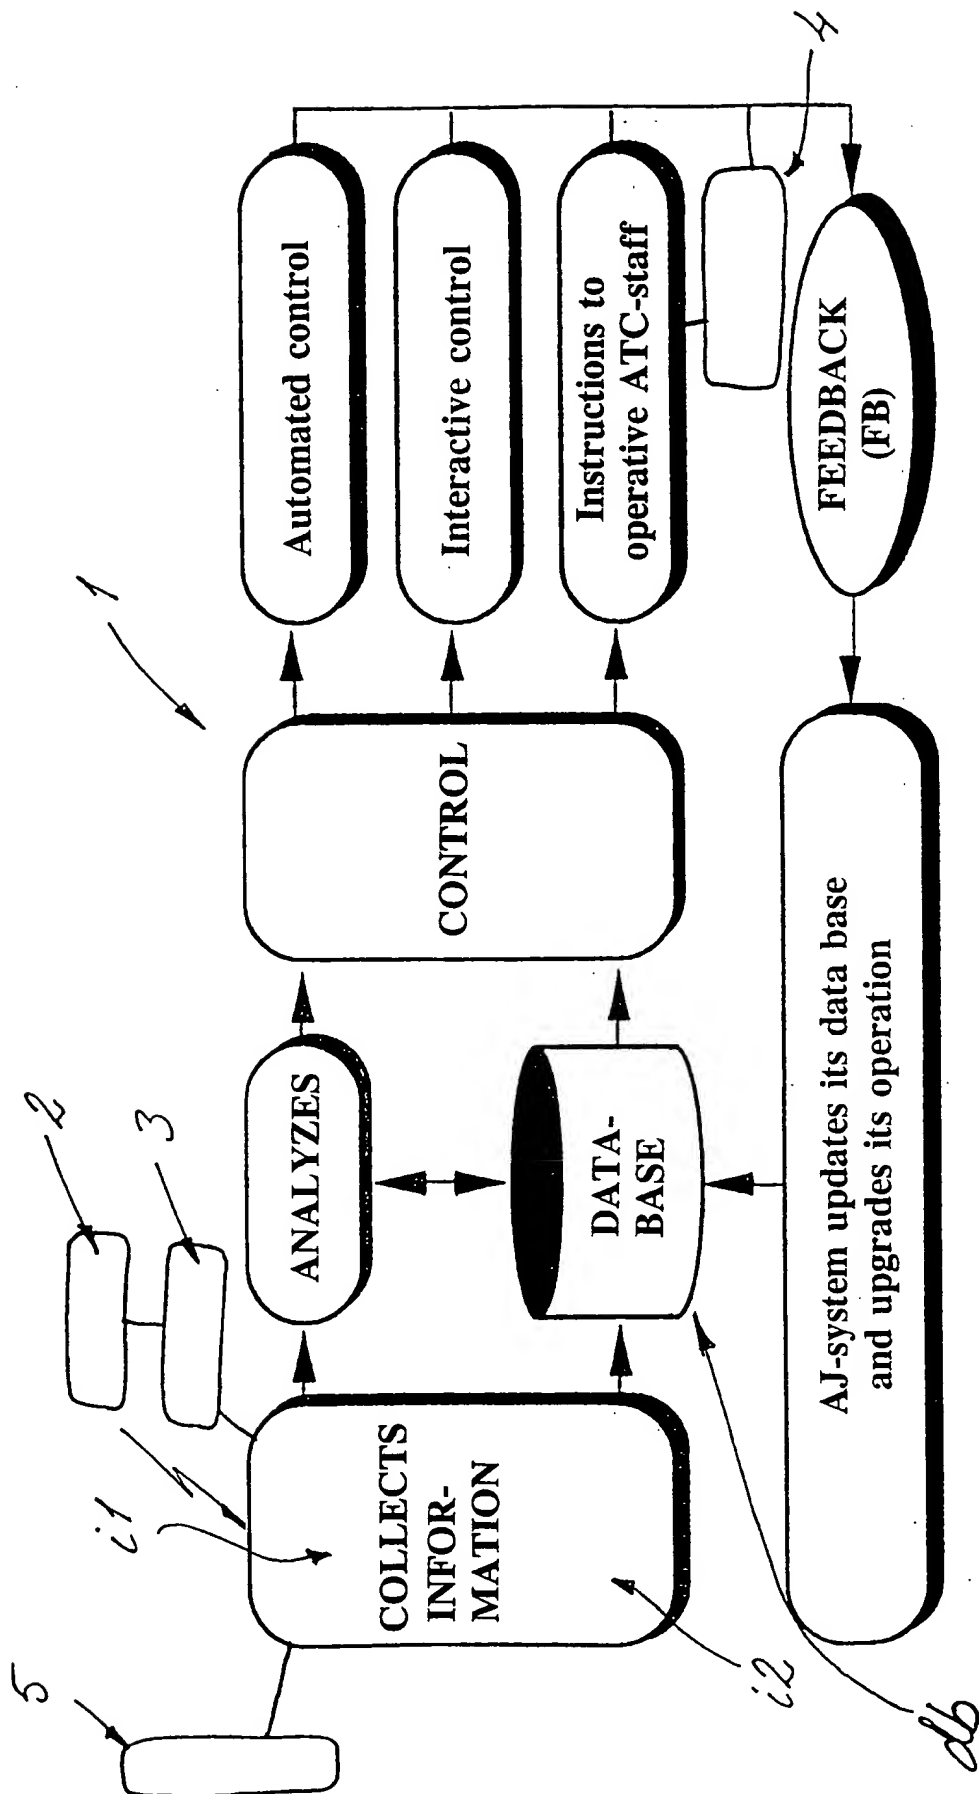 5
i1
2
3
1
4
COLLECTS
INFOR-
MATION
ANALYZES
DATA-
BASE
CONTROL
Automated control
Interactive control
Instructions to
operative ATC-staff
FEEDBACK
(FB)
AJ-system updates its data base
and upgrades its operation
i2
db